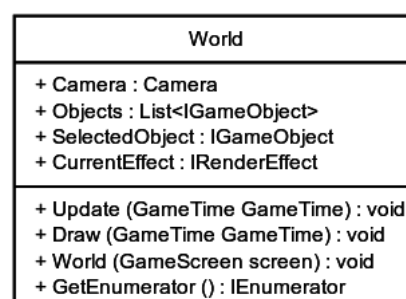 World
+ Camera : Camera
+ Objects : List<IGameObject>
+ SelectedObject : IGameObject
+ CurrentEffect : IRenderEffect
+ Update (GameTime GameTime) : void
+ Draw (GameTime GameTime) : void
+ World (GameScreen screen) : void
+ GetEnumerator () : IEnumerator